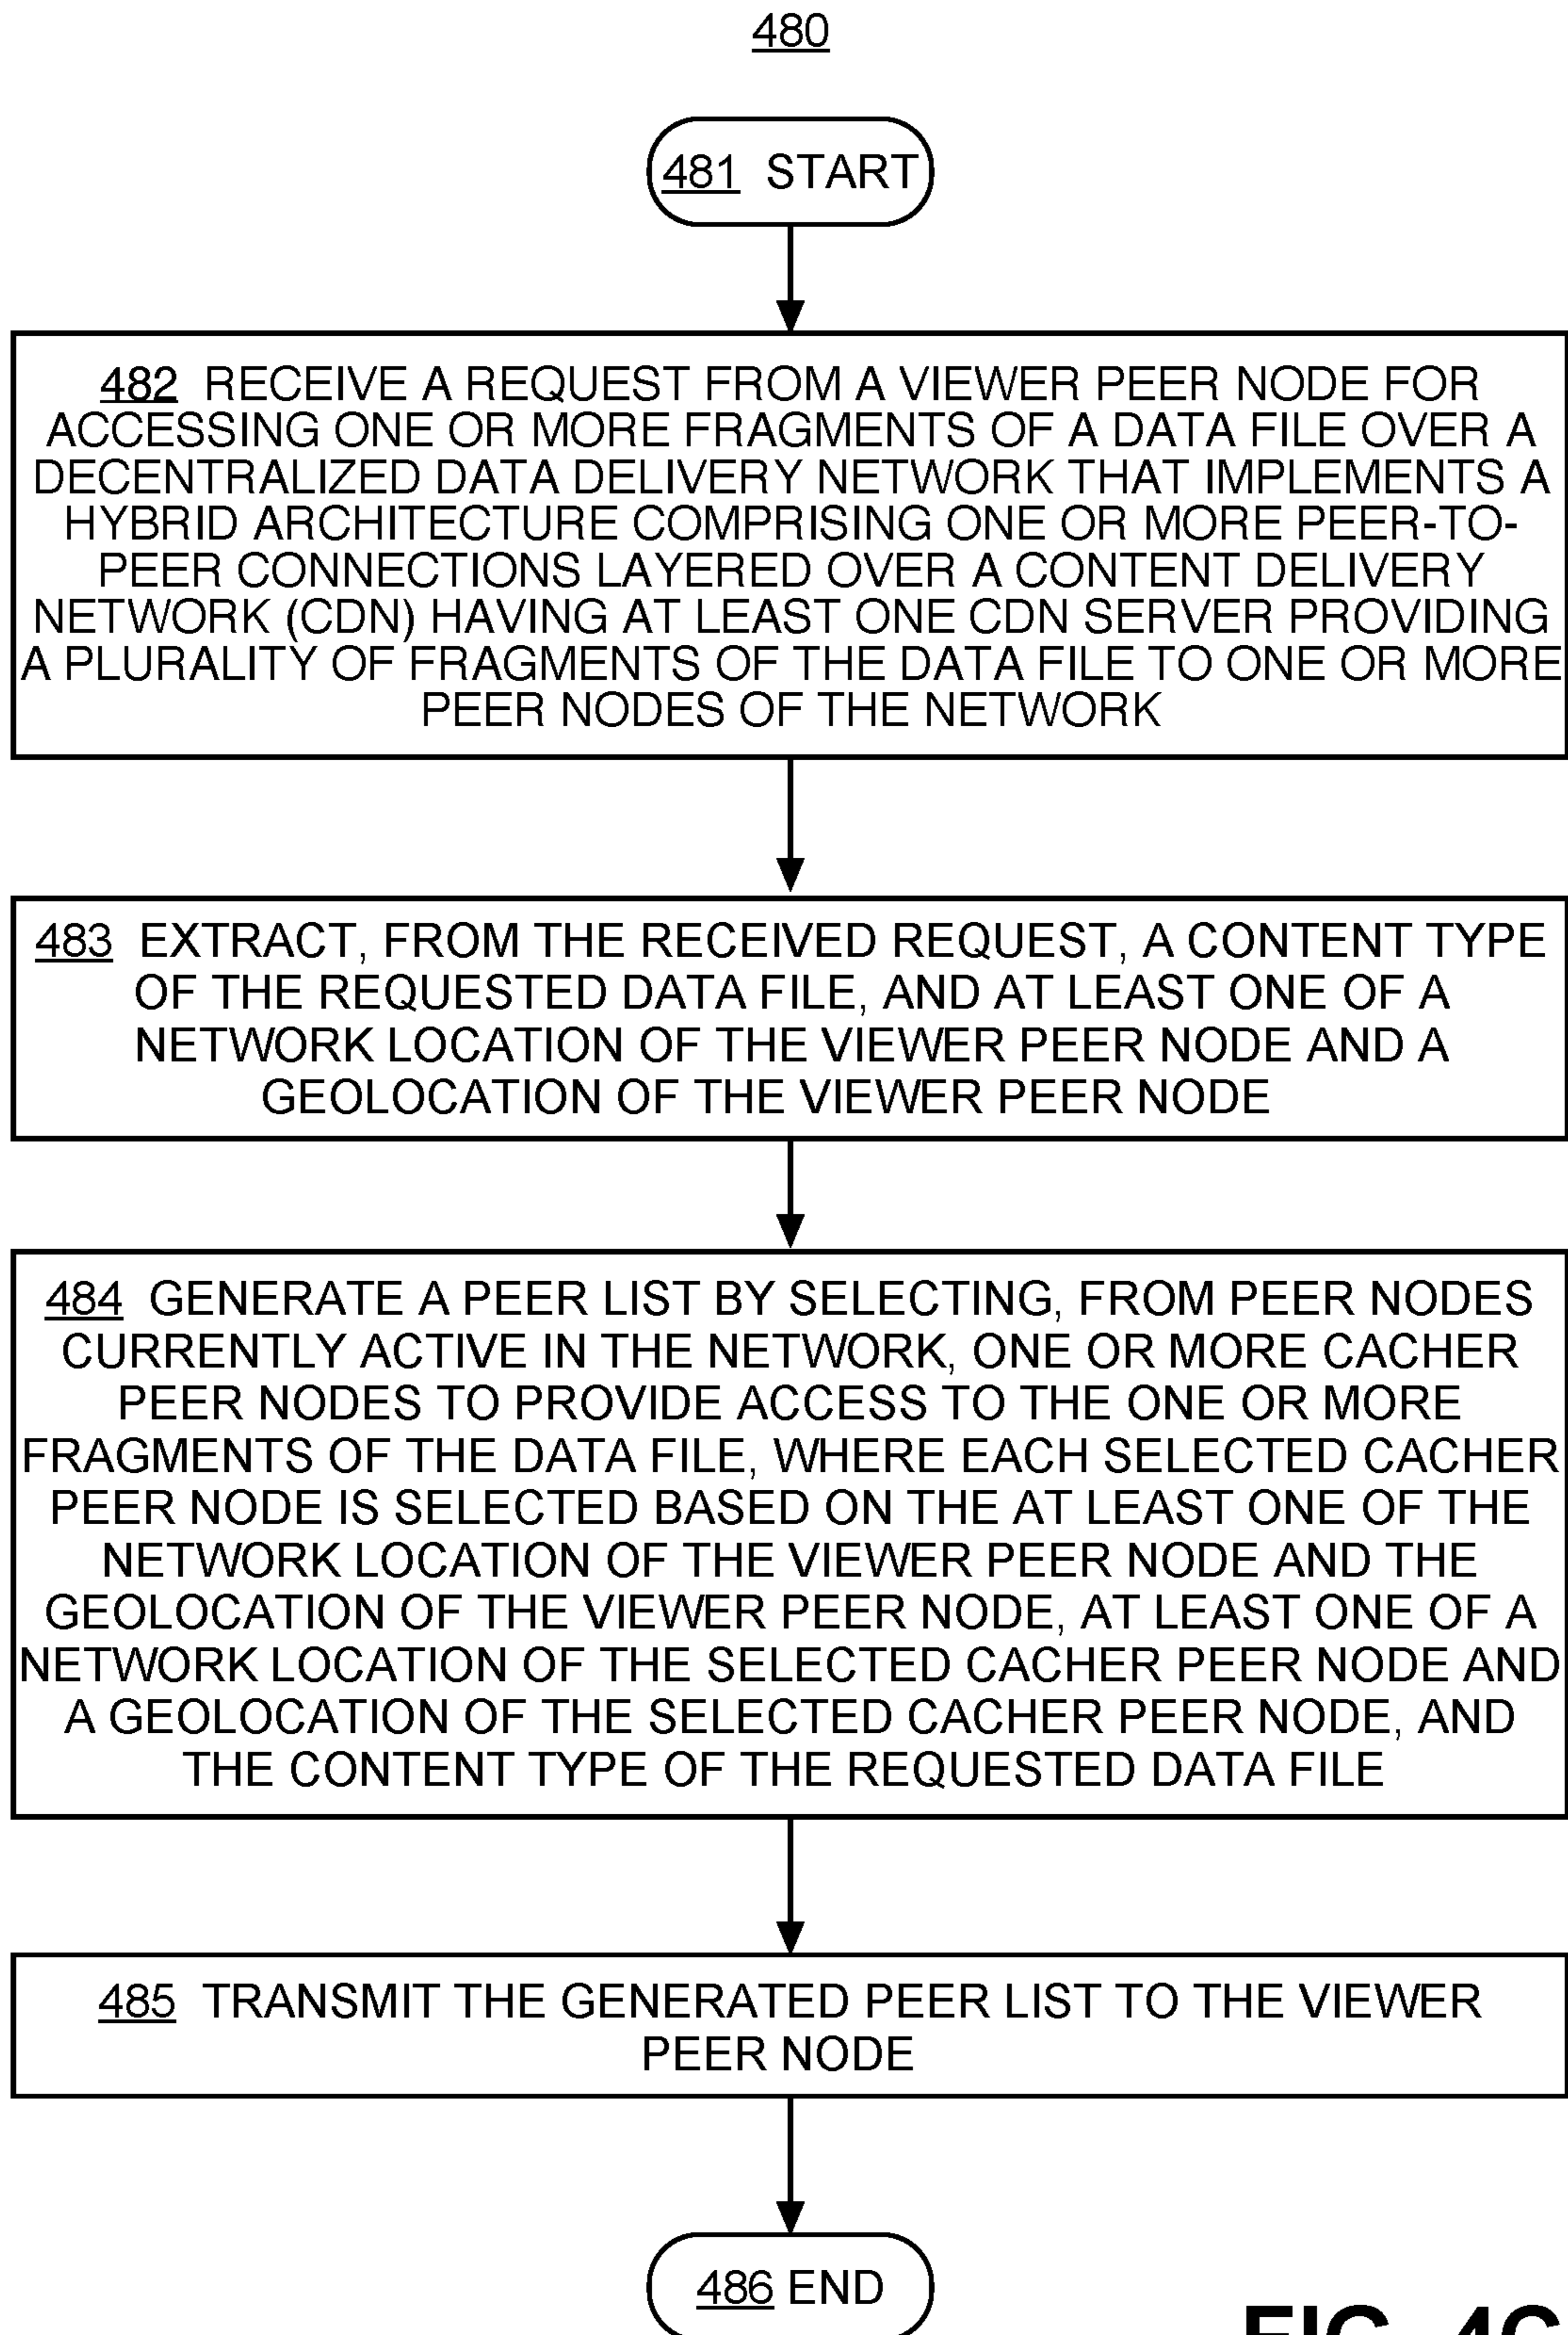 480
481 START
482 RECEIVE A REQUEST FROM A VIEWER PEER NODE FOR
ACCESSING ONE OR MORE FRAGMENTS OF A DATA FILE OVER A
DECENTRALIZED DATA DELIVERY NETWORK THAT IMPLEMENTS A
HYBRID ARCHITECTURE COMPRISING ONE OR MORE PEER-TO-
PEER CONNECTIONS LAYERED OVER A CONTENT DELIVERY
NETWORK (CDN) HAVING AT LEAST ONE CDN SERVER PROVIDING
A PLURALITY OF FRAGMENTS OF THE DATA FILE TO ONE OR MORE
PEER NODES OF THE NETWORK
483 EXTRACT, FROM THE RECEIVED REQUEST, A CONTENT TYPE
OF THE REQUESTED DATA FILE, AND AT LEAST ONE OF A
NETWORK LOCATION OF THE VIEWER PEER NODE AND A
GEOLOCATION OF THE VIEWER PEER NODE
484 GENERATE A PEER LIST BY SELECTING, FROM PEER NODES
CURRENTLY ACTIVE IN THE NETWORK, ONE OR MORE CACHER
PEER NODES TO PROVIDE ACCESS TO THE ONE OR MORE
FRAGMENTS OF THE DATA FILE, WHERE EACH SELECTED CACHER
PEER NODE IS SELECTED BASED ON THE AT LEAST ONE OF THE
NETWORK LOCATION OF THE VIEWER PEER NODE AND THE
GEOLOCATION OF THE VIEWER PEER NODE, AT LEAST ONE OF A
NETWORK LOCATION OF THE SELECTED CACHER PEER NODE AND
A GEOLOCATION OF THE SELECTED CACHER PEER NODE, AND
THE CONTENT TYPE OF THE REQUESTED DATA FILE
485 TRANSMIT THE GENERATED PEER LIST TO THE VIEWER
PEER NODE
486 END
FIG. 4C